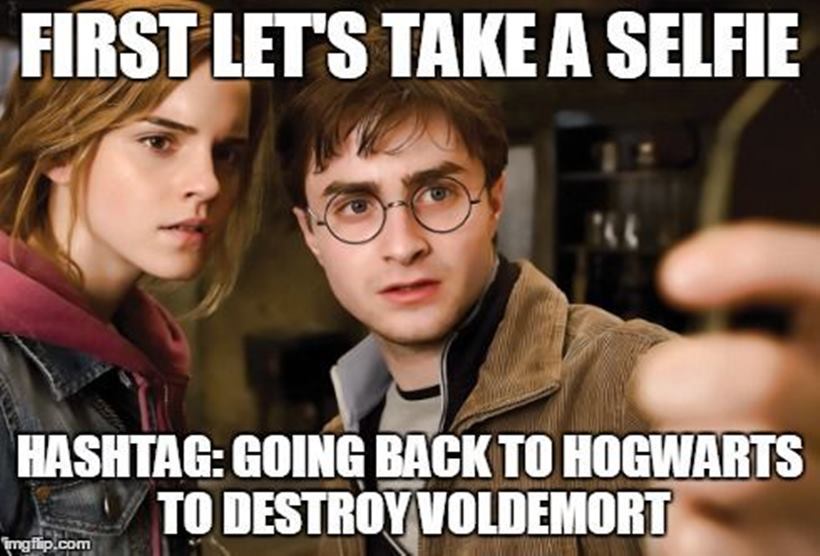 FIRST LET'S TAKE A SELFIE
HASHTAG: GOING BACK TO HOGWARTS
TO DESTROY VOLDEMORT
imgflip.com